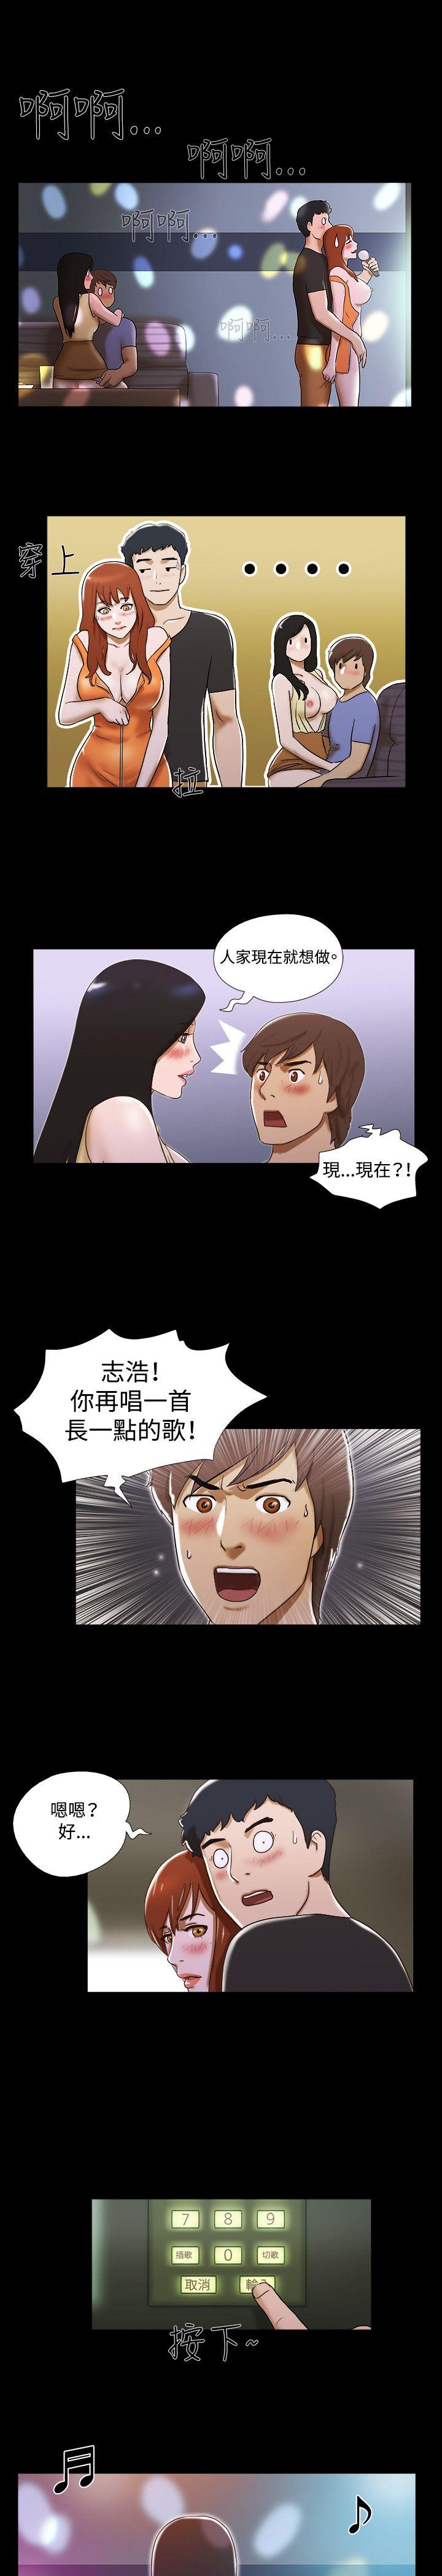 啊啊...
啊啊...
啊啊...
啊啊...
穿上
拉
人家現在就想做。
現...現在?!
志浩!
你再唱一首
長一點的歌!
嗯嗯?
好...
7 8 9
插歌 0 切歌
取消
按下~